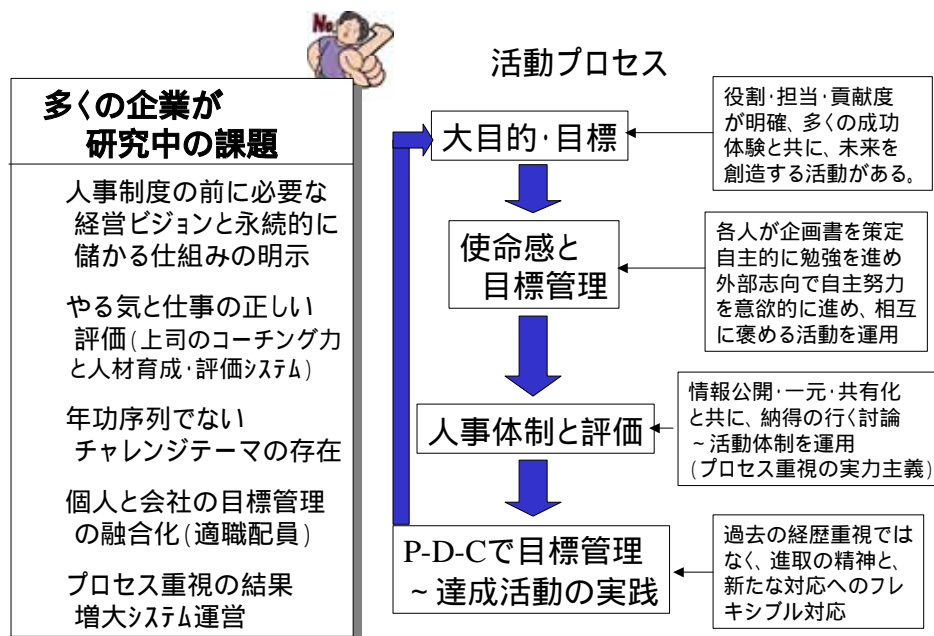 No.
活動プロセス
多くの企業が
研究中の課題
人事制度の前に必要な
経営ビジョンと永続的に
儲かる仕組みの明示
やる気と仕事の正しい
評価(上司のコーチング力
と人材育成･評価ｼｽﾃﾑ)
年功序列でない
チャレンジテーマの存在
個人と会社の目標管理
の融合化(適職配員)
プロセス重視の結果
増大ｼｽﾃﾑ運営
大目的･目標
使命感と
目標管理
人事体制と評価
P-D-Cで目標管理
~達成活動の実践
役割･担当･貢献度
が明確、多くの成功
体験と共に、未来を
創造する活動がある。
各人が企画書を策定
自主的に勉強を進め
外部志向で自主努力
を意欲的に進め、相互
に褒める活動を運用
情報公開･一元･共有化
と共に、納得の行く討論
~活動体制を運用
(プロセス重視の実力主義)
過去の経歴重視では
なく、進取の精神と、
新たな対応へのフレ
キシブル対応